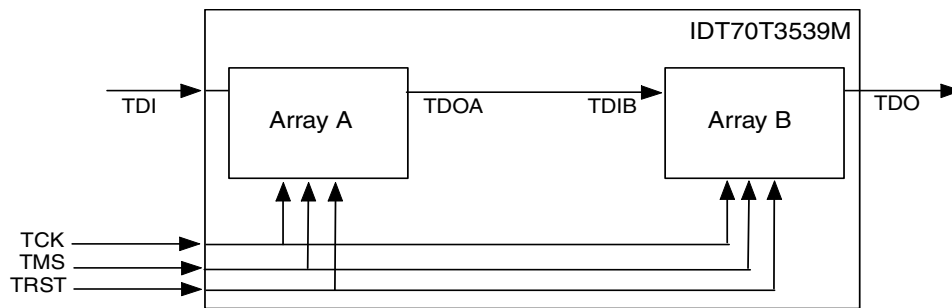 IDT70T3539M
Array A
Array B
TDI
TDOA
TDIB
TDO
TCK
TMS
TRST